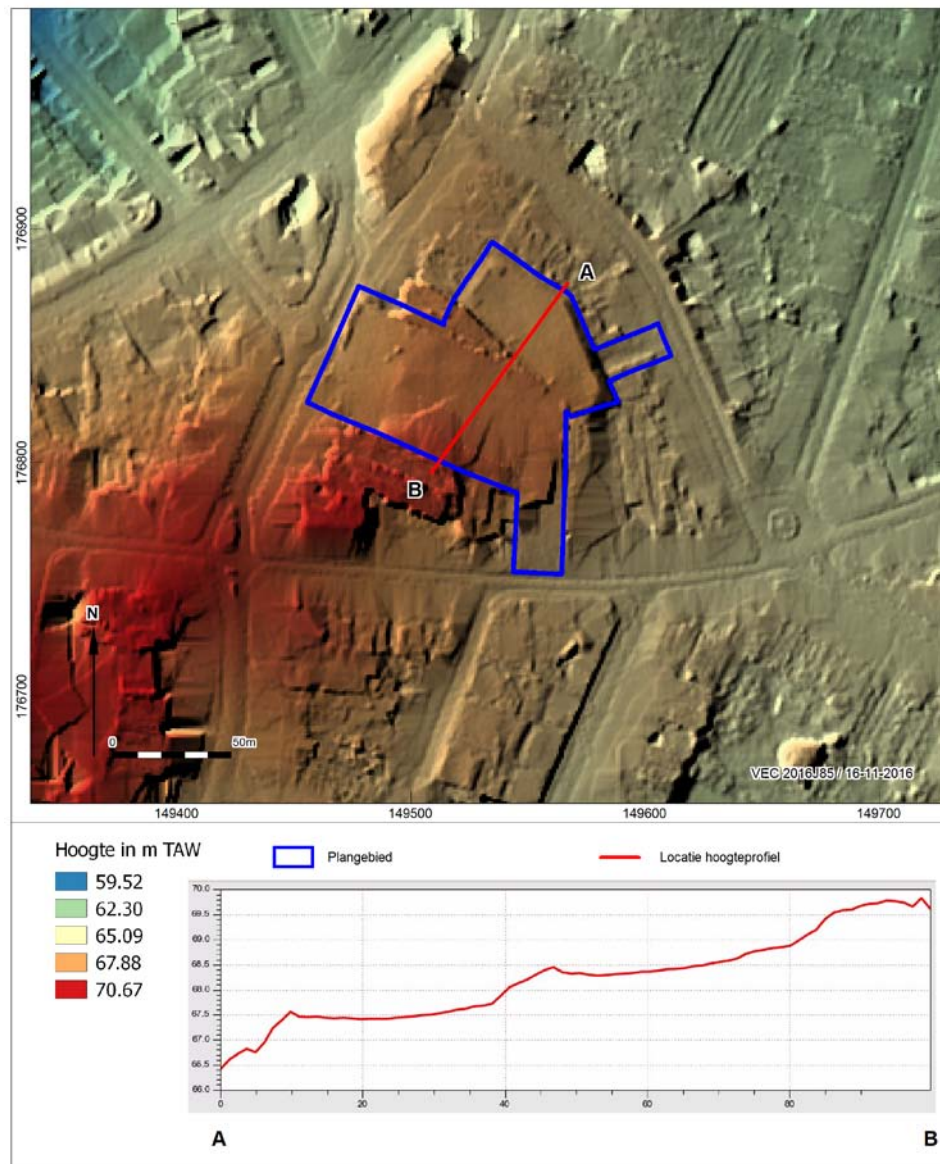 176900
A
176800
B
N
176700
0 50m
VEC 2016J85 / 16-11-2016
149400 149500 149600 149700
Hoogte in m TAW
59.52
62.30
65.09
67.88
70.67
Plangebied
Locatie hoogteprofiel
70.0
69.5
69.0
68.5
68.0
67.5
67.0
66.5
66.0
0 20 40 60 80
A B